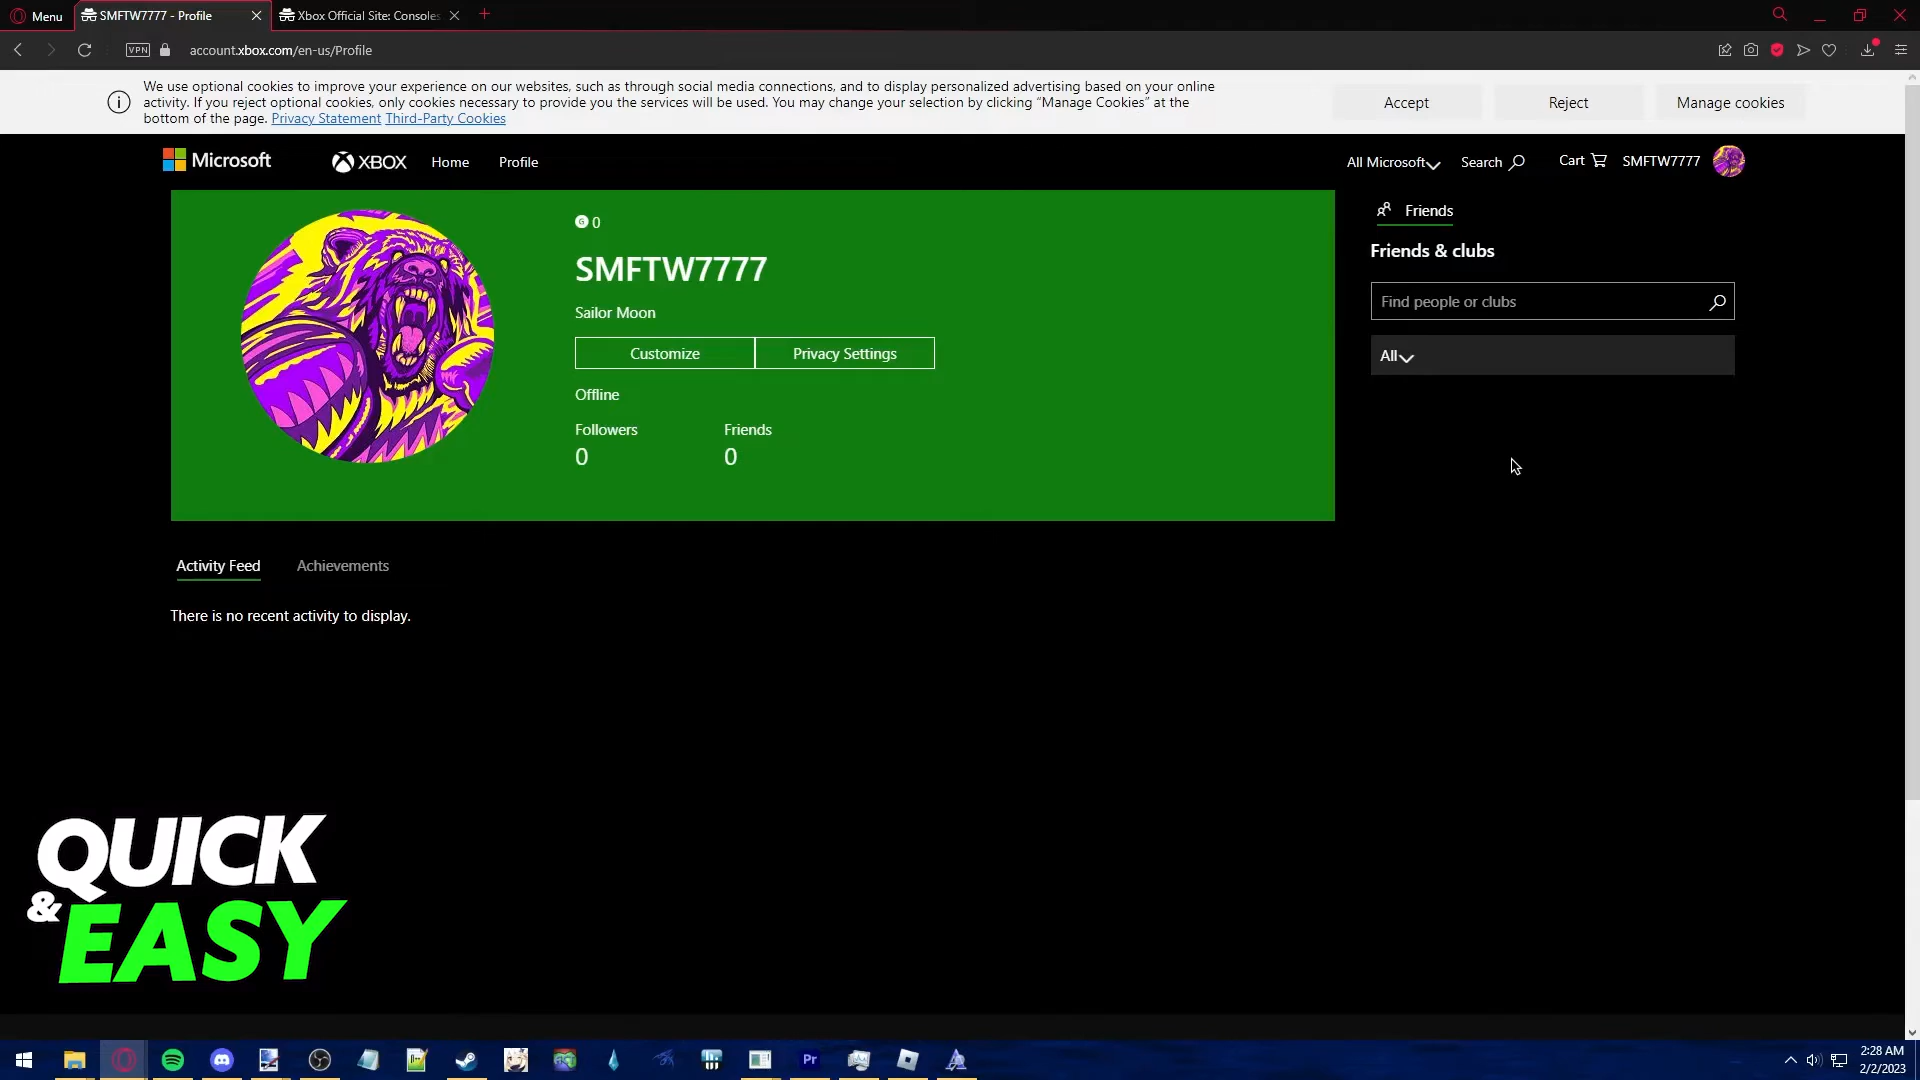 Menu
SMFTW7777 - Profile
Xbox Official Site: Consoles
VPN
account.xbox.com/en-us/Profile
We use optional cookies to improve your experience on our websites, such as through social media connections, and to display personalized advertising based on your online
activity. If you reject optional cookies, only cookies necessary to provide you the services will be used. You may change your selection by clicking “Manage Cookies” at the
bottom of the page. Privacy Statement Third-Party Cookies
Accept
Reject
Manage cookies
Microsoft
XBOX
Home
Profile
All Microsoft
Search
Cart
SMFTW7777
G 0
SMFTW7777
Sailor Moon
Customize
Privacy Settings
Offline
Followers
Friends
0
0
Friends
Friends & clubs
Find people or clubs
All
Activity Feed
Achievements
There is no recent activity to display.
QUICK
&EASY
Pr
2:28 AM
2/2/2023